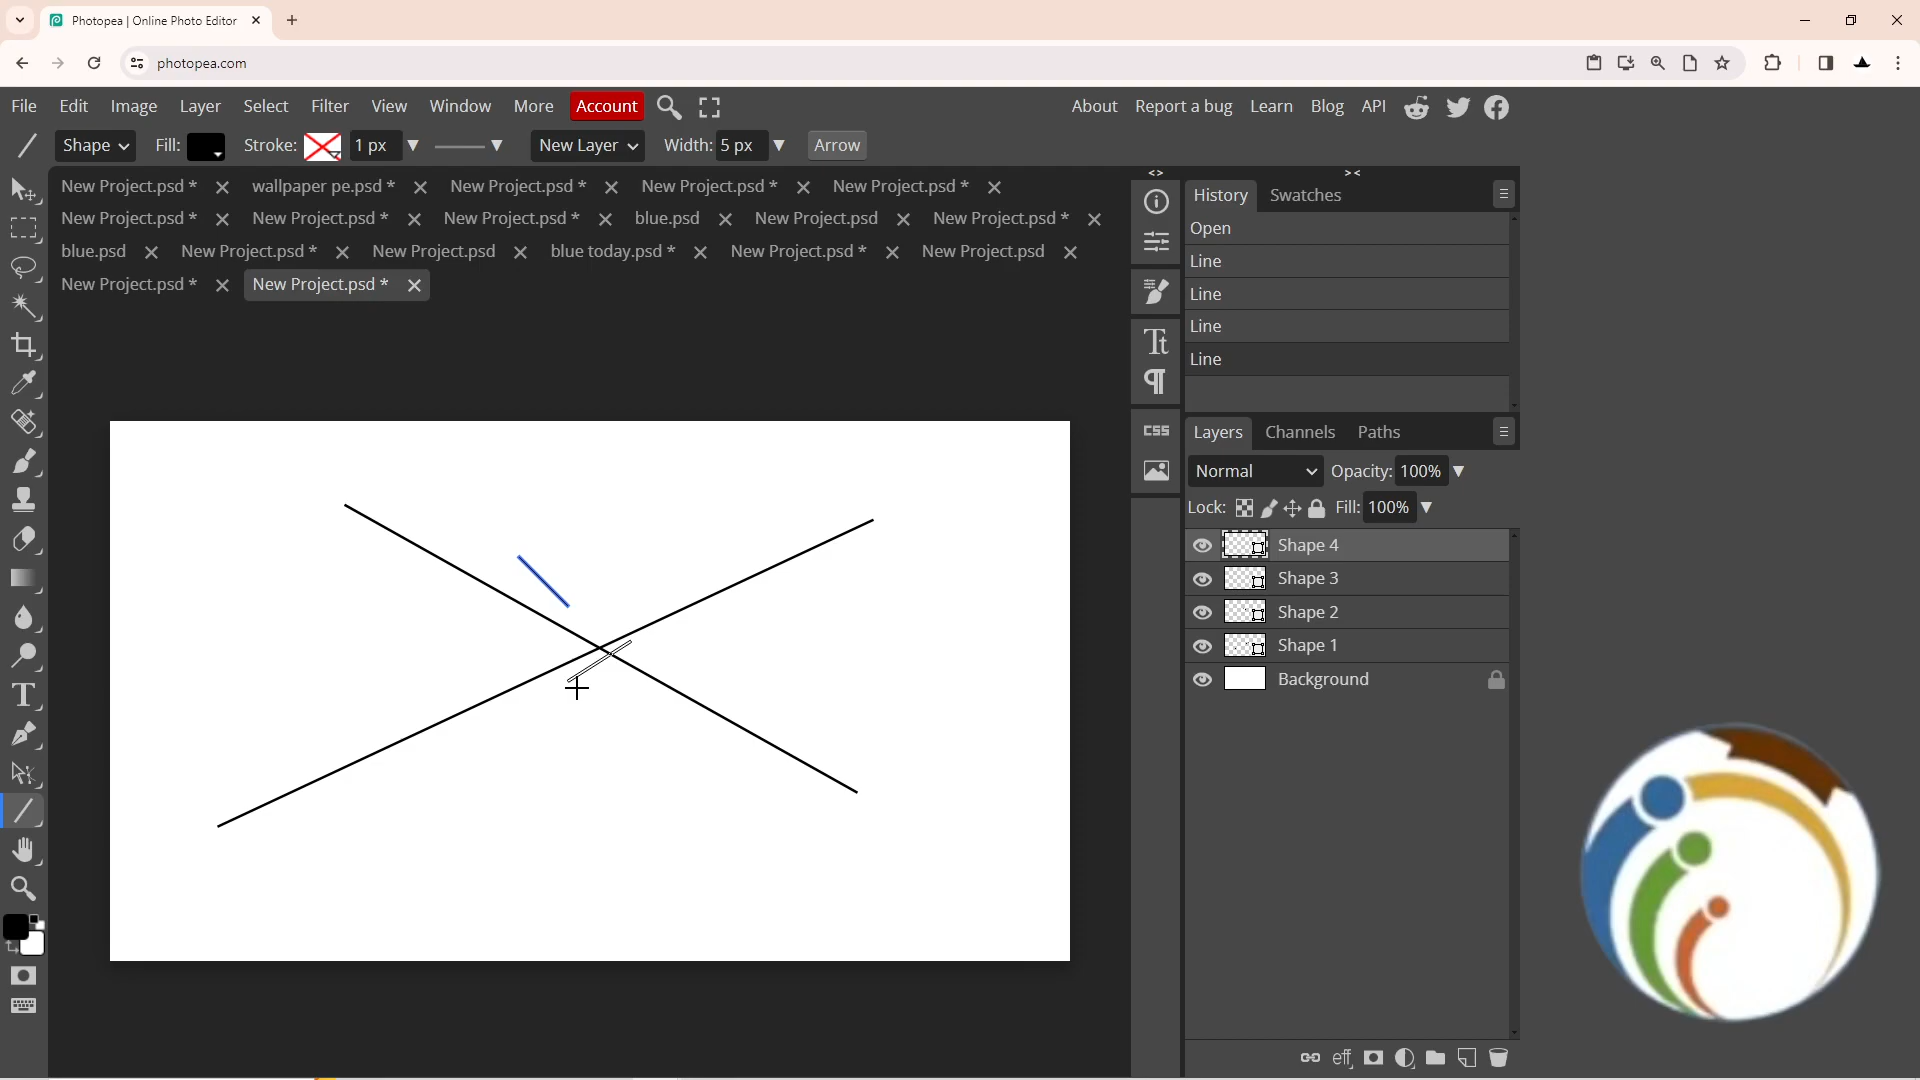 Photopea | Online Photo Editor
photopea.com
File Edit Image Layer Select Filter View Window More Account About Report a bug Learn Blog API
Shape Fill: Stroke: 1 px New Layer Width: 5 px Arrow
New Project.psd * wallpaper pe.psd * New Project.psd * New Project.psd * New Project.psd *
New Project.psd * New Project.psd * New Project.psd * blue.psd New Project.psd New Project.psd *
blue.psd New Project.psd * New Project.psd blue today.psd * New Project.psd * New Project.psd
New Project.psd * New Project.psd *
History Swatches
Open
Line
Line
Line
Line
CSS
Layers Channels Paths
Normal Opacity: 100%
Lock: Fill: 100%
Shape 4
Shape 3
Shape 2
Shape 1
Background
eff